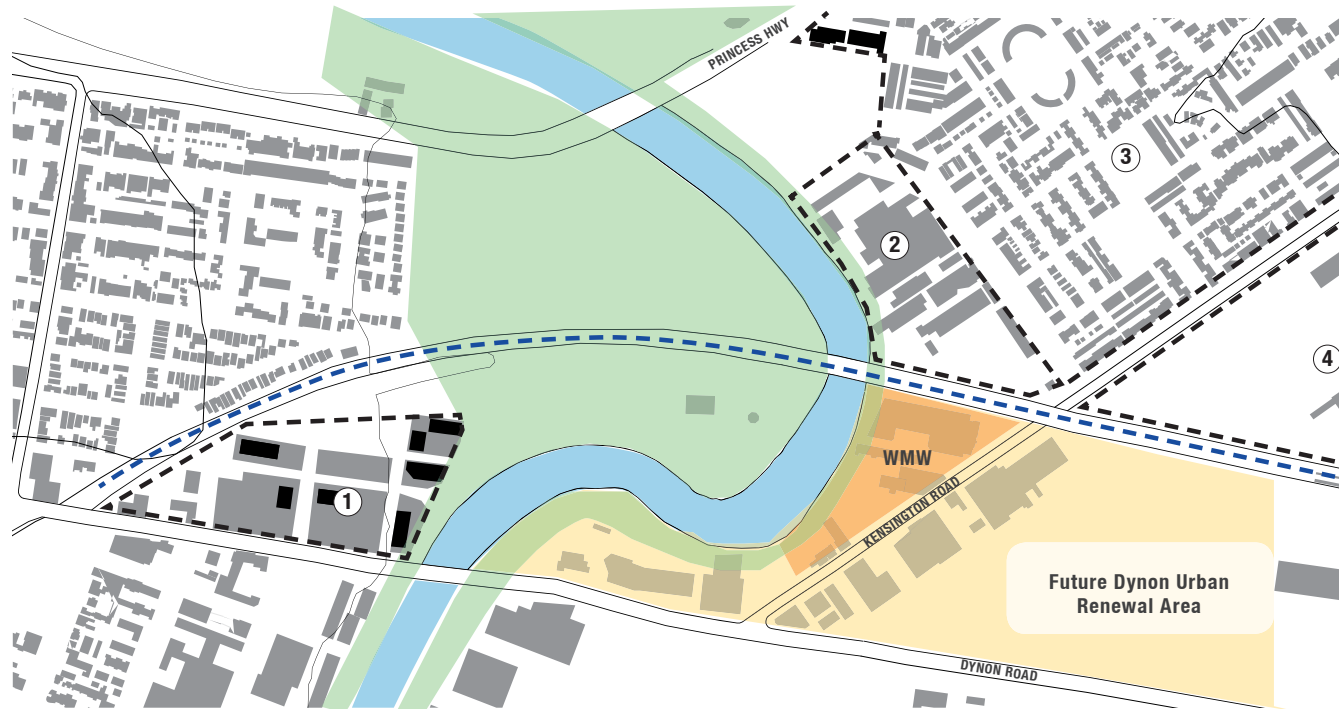 PRINCESS HWY
3
2
4
WMW
1
KENSINGTON ROAD
Future Dynon Urban
Renewal Area
DYNON ROAD